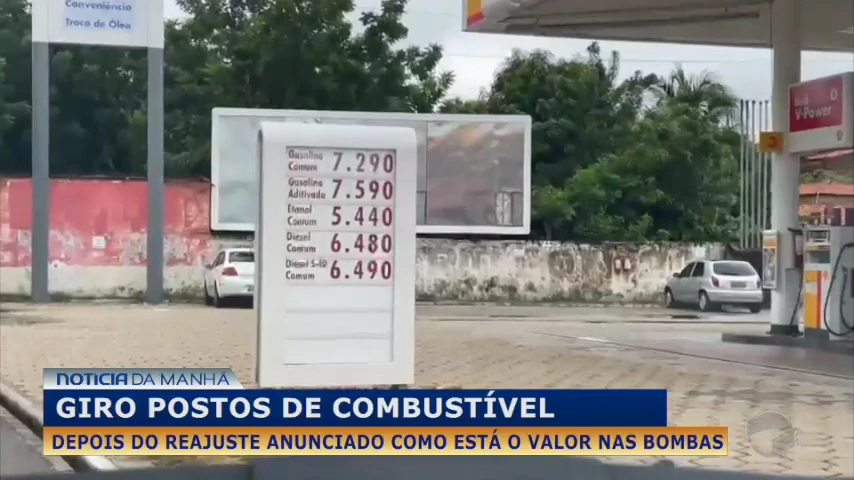 Conveniência
Troca de Óleo
V-Power
Gasolina
Comum 7.290
Gasolina
Aditivada 7.590
Etanol
Comum 5.440
Diesel
Comum 6.480
Diesel S-10
Comum 6.490
NOTICIA DA MANHÃ
GIRO POSTOS DE COMBUSTÍVEL
DEPOIS DO REAJUSTE ANUNCIADO COMO ESTÁ O VALOR NAS BOMBAS